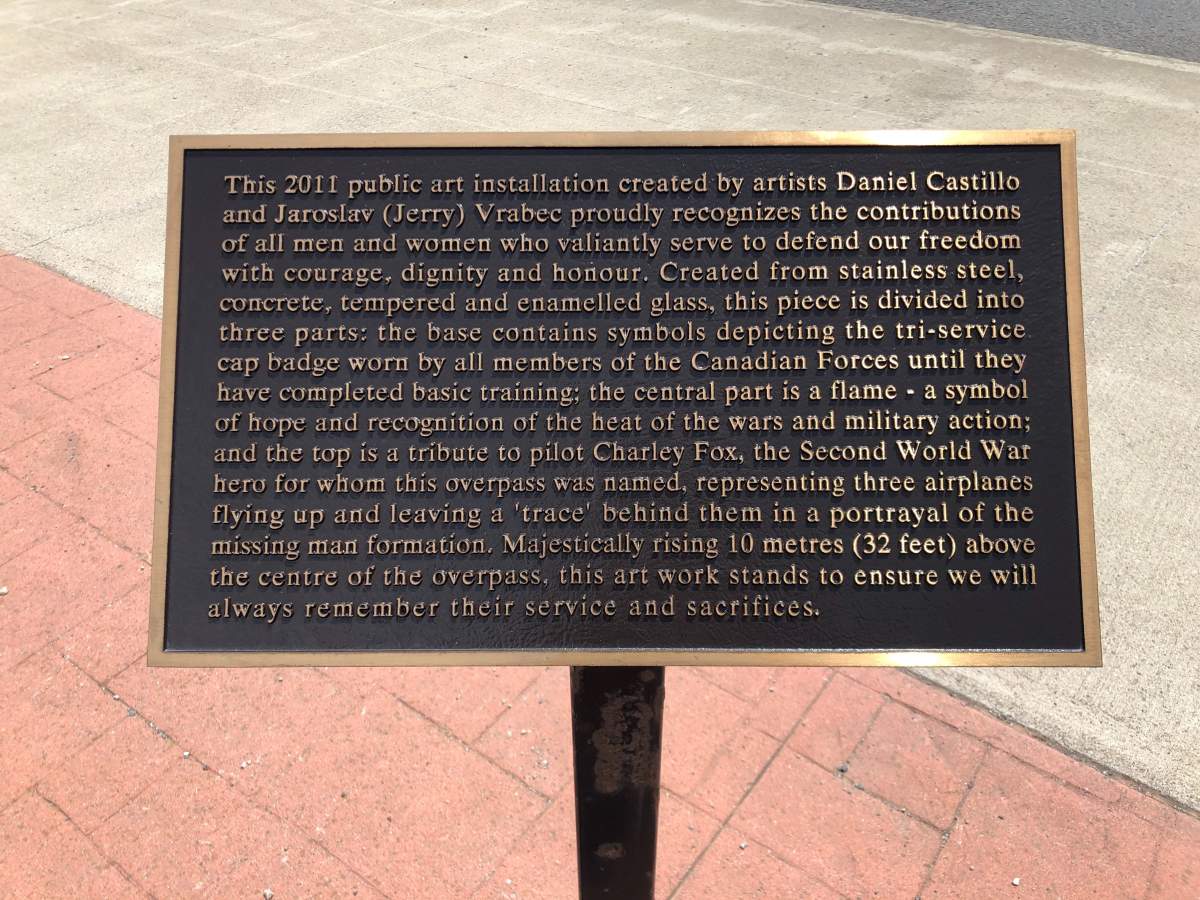 This 2011 public art installation created by artists Daniel Castillo
and Jaroslav (Jerry) Vrabec proudly recognizes the contributions
of all men and women who valiantly serve to defend our freedom
with courage, dignity and honour. Created from stainless steel,
concrete, tempered and enamelled glass, this piece is divided into
three parts: the base contains symbols depicting the tri-service
cap badge worn by all members of the Canadian Forces until they
have completed basic training; the central part is a flame - a symbol
of hope and recognition of the heat of the wars and military action;
and the top is a tribute to pilot Charley Fox, the Second World War
hero for whom this overpass was named, representing three airplanes
flying up and leaving a 'trace' behind them in a portrayal of the
missing man formation. Majestically rising 10 metres (32 feet) above
the centre of the overpass, this art work stands to ensure we will
always remember their service and sacrifices.